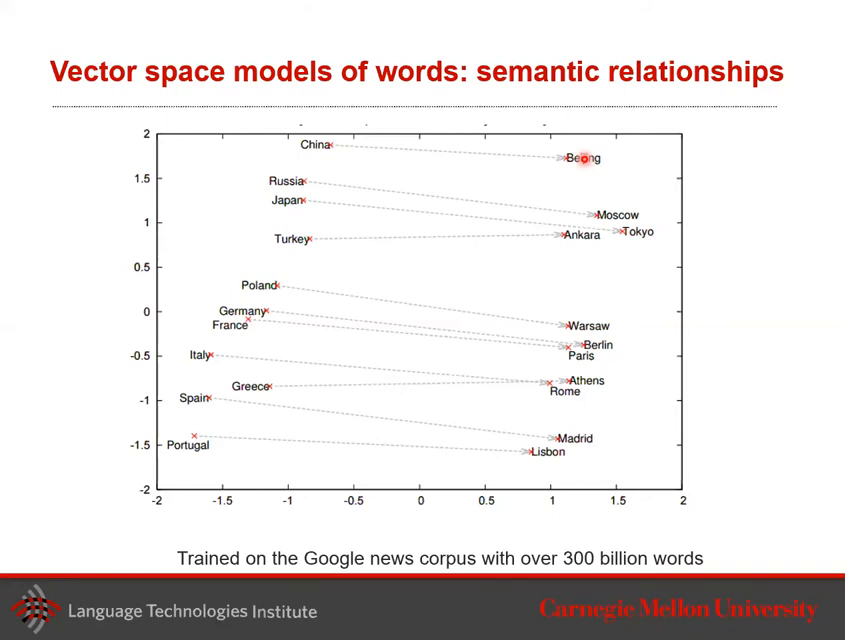 Vector space models of words: semantic relationships
2
China
1.5
Russia
Moscow
Japan
1
Tokyo
Turkey
Ankara
0.5
Poland
0
Germany
Warsaw
France
Berlin
-0.5
Italy
Paris
Greece
Athens
Rome
-1
Spain
Madrid
-1.5
Portugal
Lisbon
-2
-2 -1.5 -1 -0.5 0 0.5 1 1.5 2
Trained on the Google news corpus with over 300 billion words
Language Technologies Institute
Carnegie Mellon University